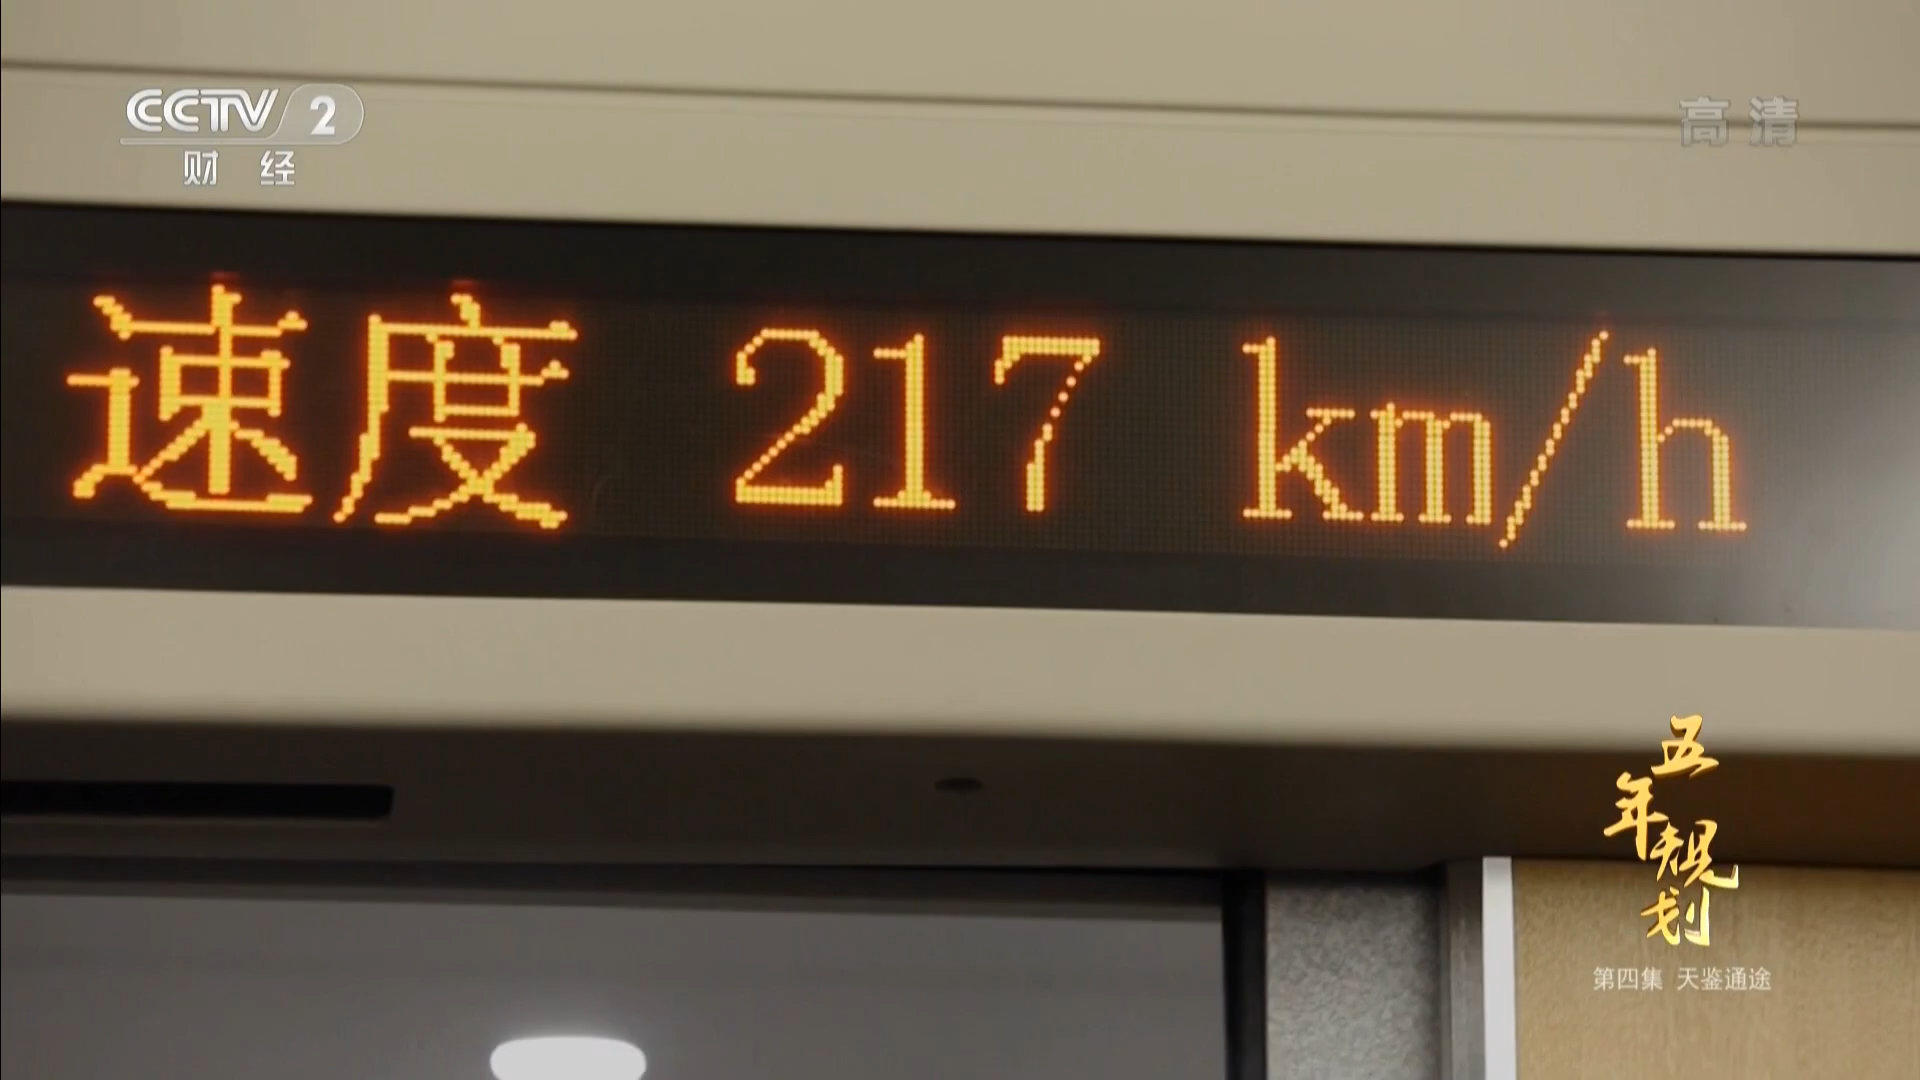 CCTV 2
财 经
高 清
速度 217 km/h
五年规划
第四集 天鉴通途